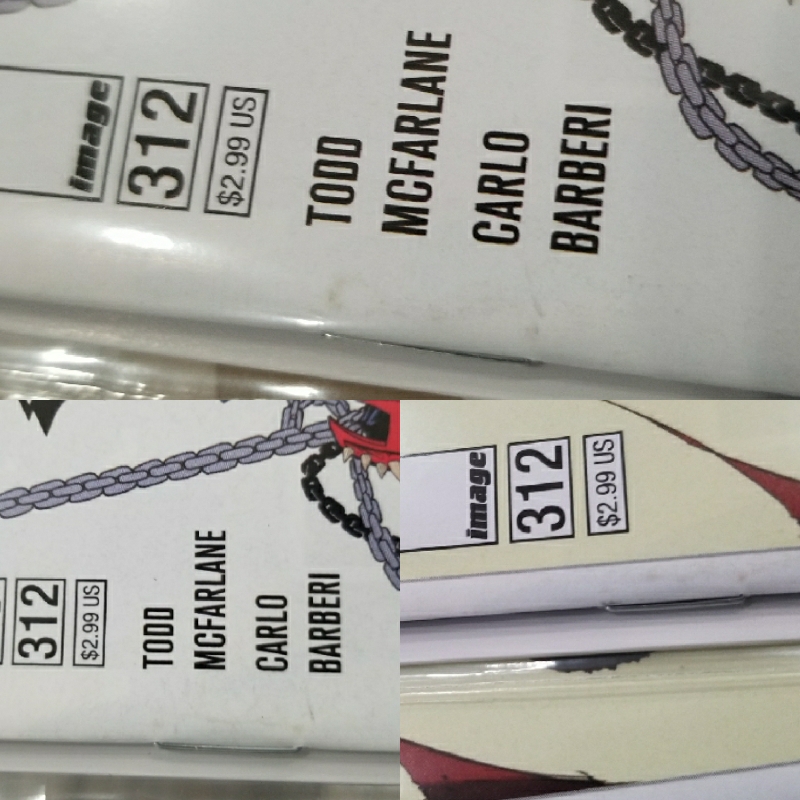 image
312
$2.99 US
TODD
MCFARLANE
CARLO
BARBERI
312
$2.99 US
TODD
MCFARLANE
CARLO
BARBERI
image
312
$2.99 US